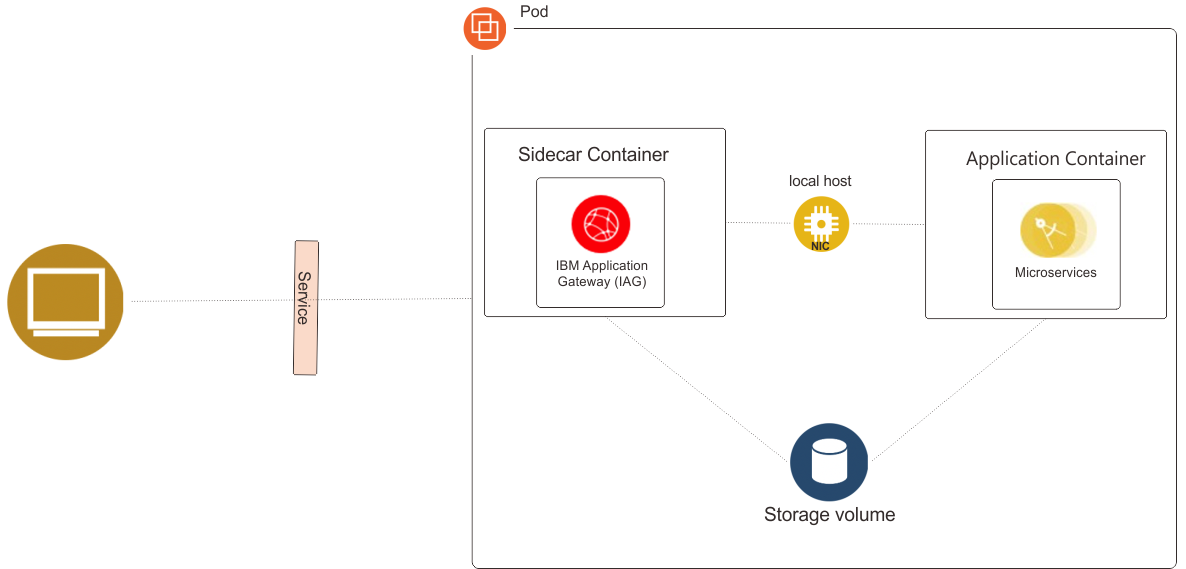 Pod
Sidecar Container
Application Container
local host
NIC
IBM Application
Gateway (IAG)
Microservices
Service
Storage volume